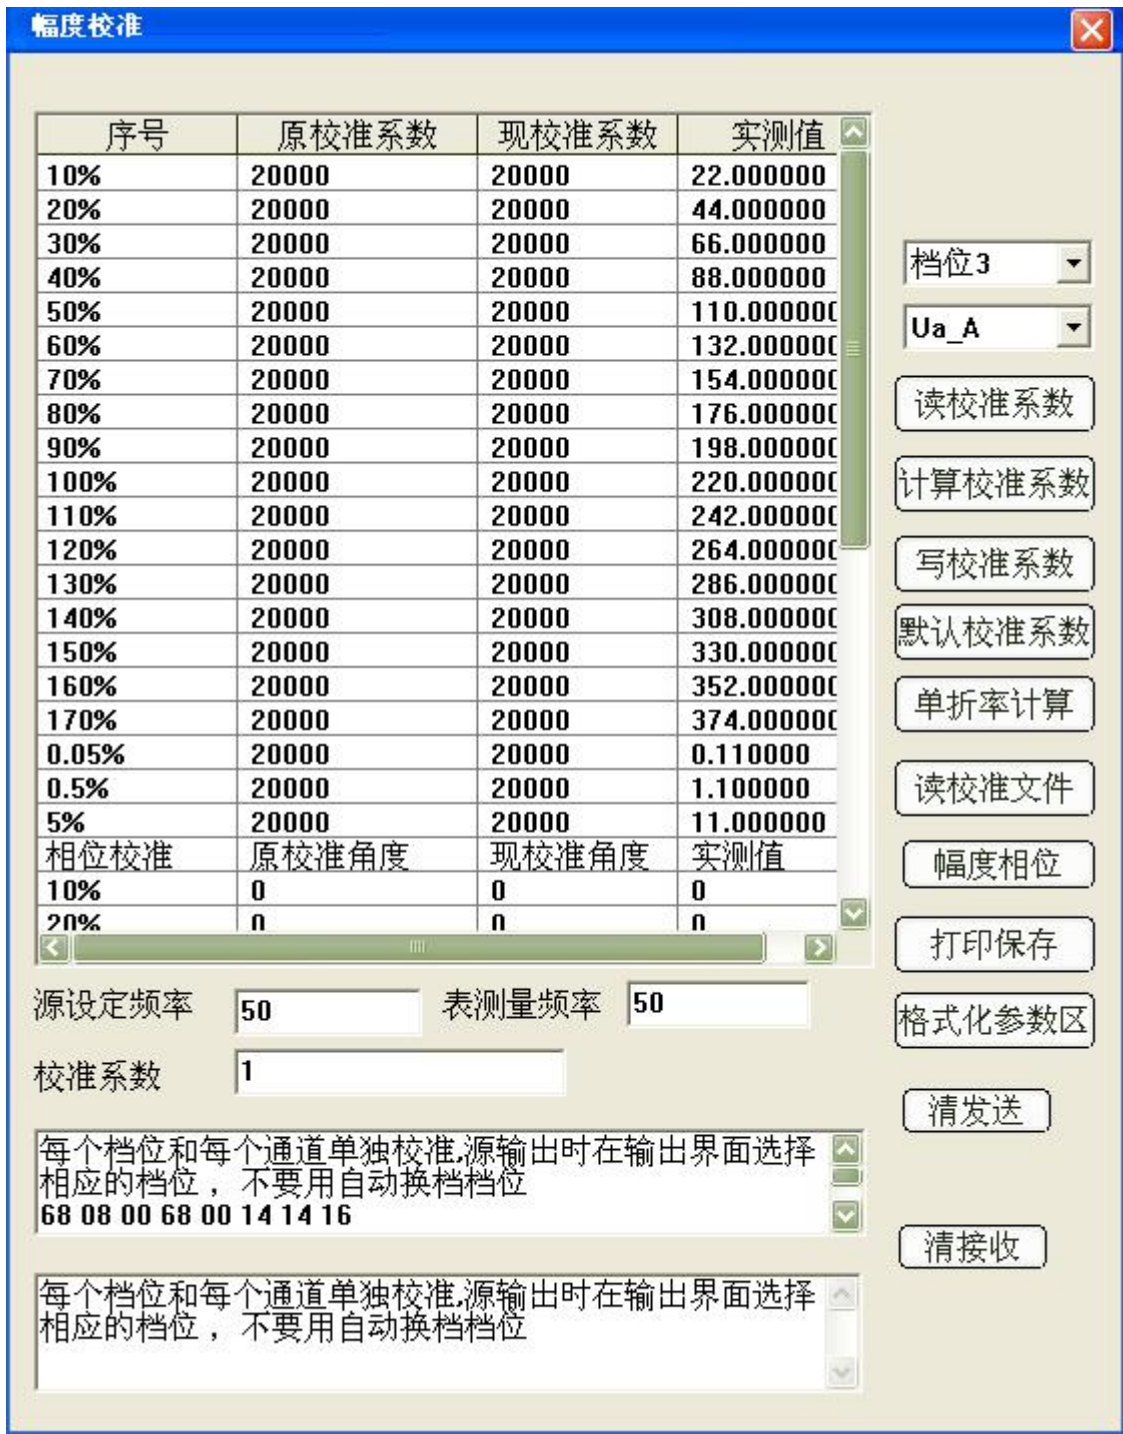 幅度校准
序号 原校准系数 现校准系数 实测值
10% 20000 20000 22.000000
20% 20000 20000 44.000000
30% 20000 20000 66.000000
40% 20000 20000 88.000000
50% 20000 20000 110.000000
60% 20000 20000 132.000000
70% 20000 20000 154.000000
80% 20000 20000 176.000000
90% 20000 20000 198.000000
100% 20000 20000 220.000000
110% 20000 20000 242.000000
120% 20000 20000 264.000000
130% 20000 20000 286.000000
140% 20000 20000 308.000000
150% 20000 20000 330.000000
160% 20000 20000 352.000000
170% 20000 20000 374.000000
0.05% 20000 20000 0.110000
0.5% 20000 20000 1.100000
5% 20000 20000 11.000000
相位校准 原校准角度 现校准角度 实测值
10% 0 0 0
20% 0 0 0
档位3
Ua_A
读校准系数
计算校准系数
写校准系数
默认校准系数
单折率计算
读校准文件
幅度相位
打印保存
格式化参数区
清发送
清接收
源设定频率 50 表测量频率 50
校准系数 1
每个档位和每个通道单独校准,源输出时在输出界面选择
相应的档位，不要用自动换档档位
68 08 00 68 00 14 14 16
每个档位和每个通道单独校准,源输出时在输出界面选择
相应的档位，不要用自动换档档位